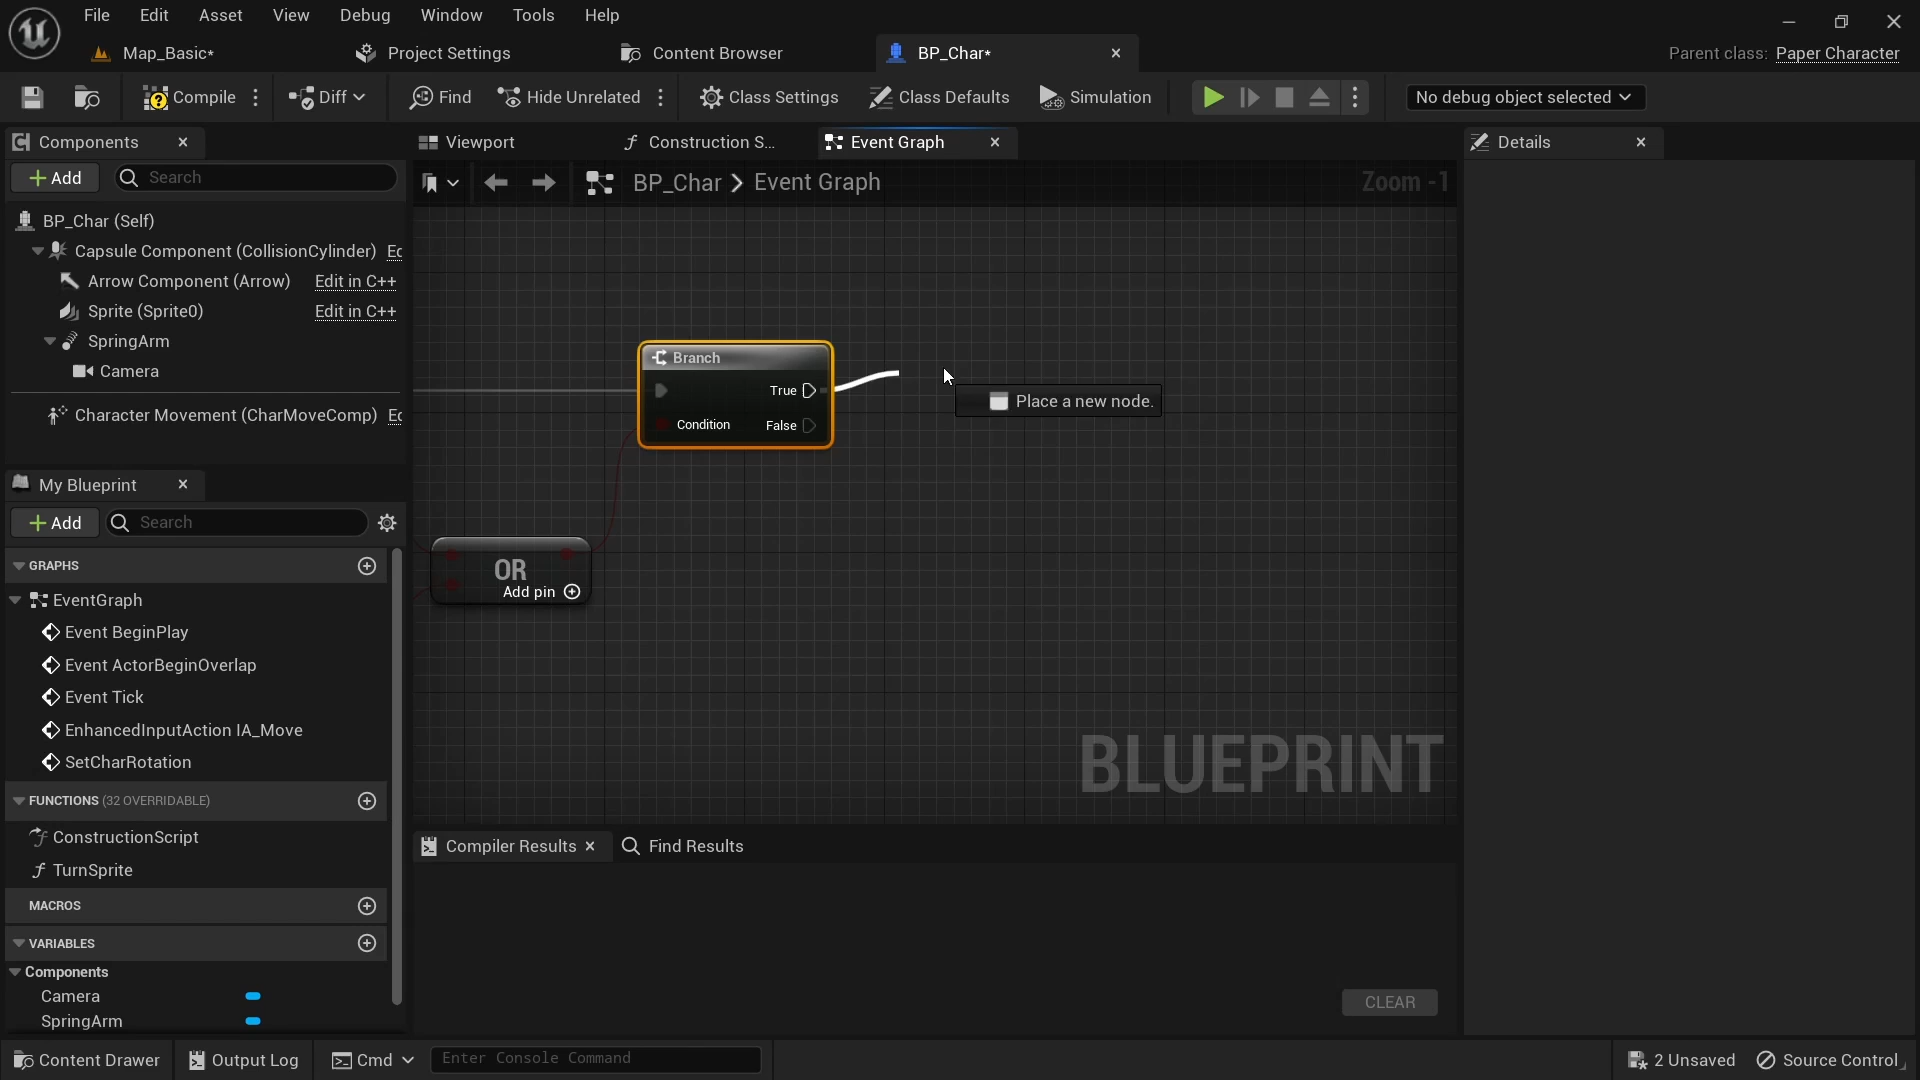 File Edit Asset View Debug Window Tools Help
Map_Basic* Project Settings Content Browser BP_Char* Parent class: Paper Character
Compile Diff Find Hide Unrelated Class Settings Class Defaults Simulation No debug object selected
Components Viewport Construction S... Event Graph Details
+ Add Search BP_Char > Event Graph Zoom -1
BP_Char (Self)
Capsule Component (CollisionCylinder) Ec
Arrow Component (Arrow) Edit in C++
Sprite (Sprite0) Edit in C++
SpringArm
Camera
Character Movement (CharMoveComp) Ec
Branch
True
Condition False
Place a new node.
OR
Add pin
BLUEPRINT
My Blueprint
+ Add Search
GRAPHS
EventGraph
Event BeginPlay
Event ActorBeginOverlap
Event Tick
EnhancedInputAction IA_Move
SetCharRotation
FUNCTIONS (32 OVERRIDABLE)
ConstructionScript
TurnSprite
MACROS
VARIABLES
Components
Camera
SpringArm
Compiler Results Find Results
CLEAR
Content Drawer Output Log Cmd Enter Console Command 2 Unsaved Source Control